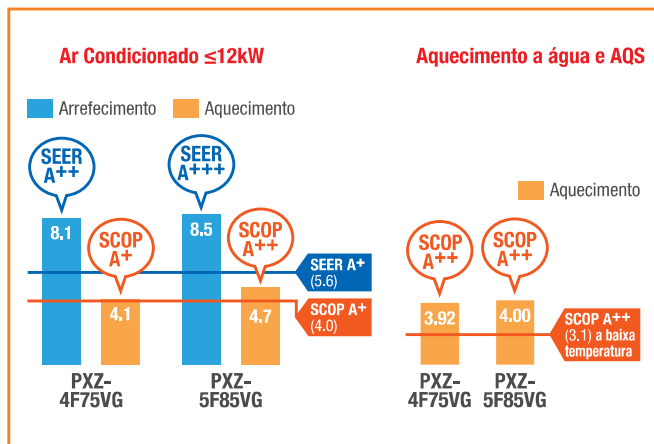 Ar Condicionado ≤12kW
Arrefecimento
Aquecimento
SEER
A++
SEER
A+++
8.1
SCOP
A+
4.1
8.5
SCOP
A++
4.7
SEER A+
(5.6)
SCOP A+
(4.0)
PXZ-
4F75VG
PXZ-
5F85VG
Aquecimento a água e AQS
Aquecimento
SCOP
A++
SCOP
A++
3.92
4.00
SCOP A++
(3.1) a baixa
temperatura
PXZ-
4F75VG
PXZ-
5F85VG